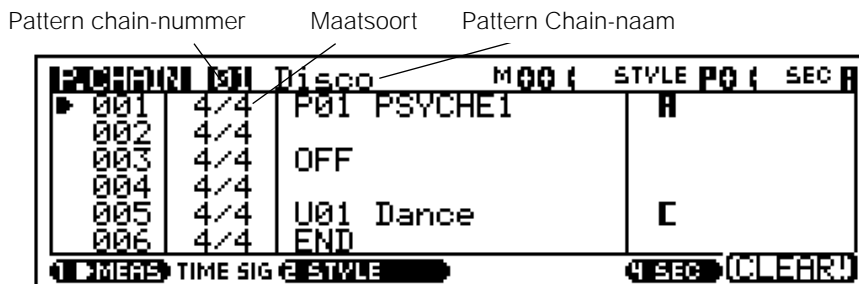 Pattern chain-nummer Maatsoort Pattern Chain-naam
P.CHAIN 01 Disco M001 STYLE P01 SEC A
001 4/4 P01 PSYCHE1 A
002 4/4
003 4/4 OFF
004 4/4
005 4/4 U01 Dance C
006 4/4 END
1 MEAS TIME SIG 2 STYLE 4 SEC CLEAR!